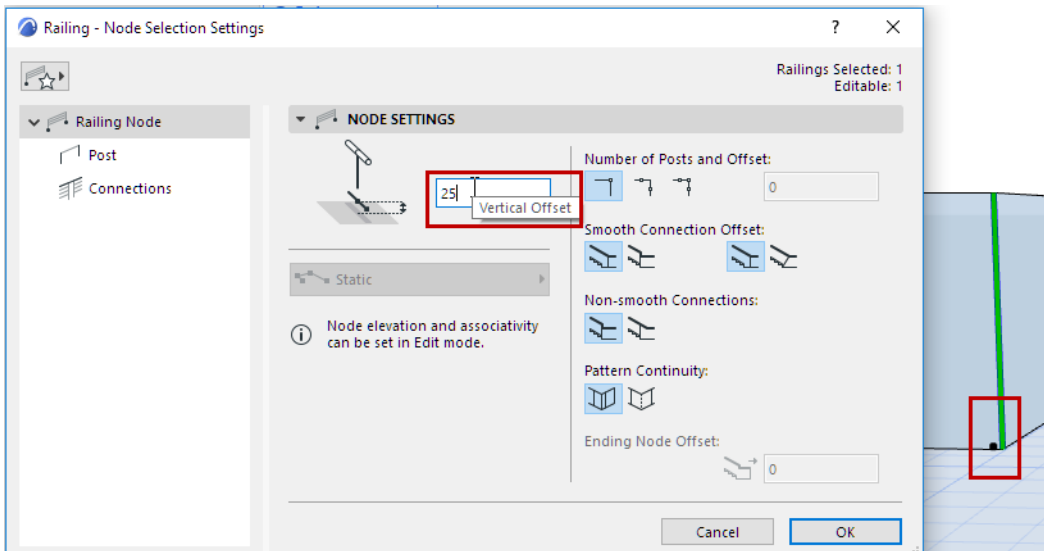 Railing - Node Selection Settings
?
Railings Selected: 1
Editable: 1
Railing Node
Post
Connections
NODE SETTINGS
25
Vertical Offset
Static
Node elevation and associativity
can be set in Edit mode.
Number of Posts and Offset:
0
Smooth Connection Offset:
Non-smooth Connections:
Pattern Continuity:
Ending Node Offset:
0
Cancel
OK